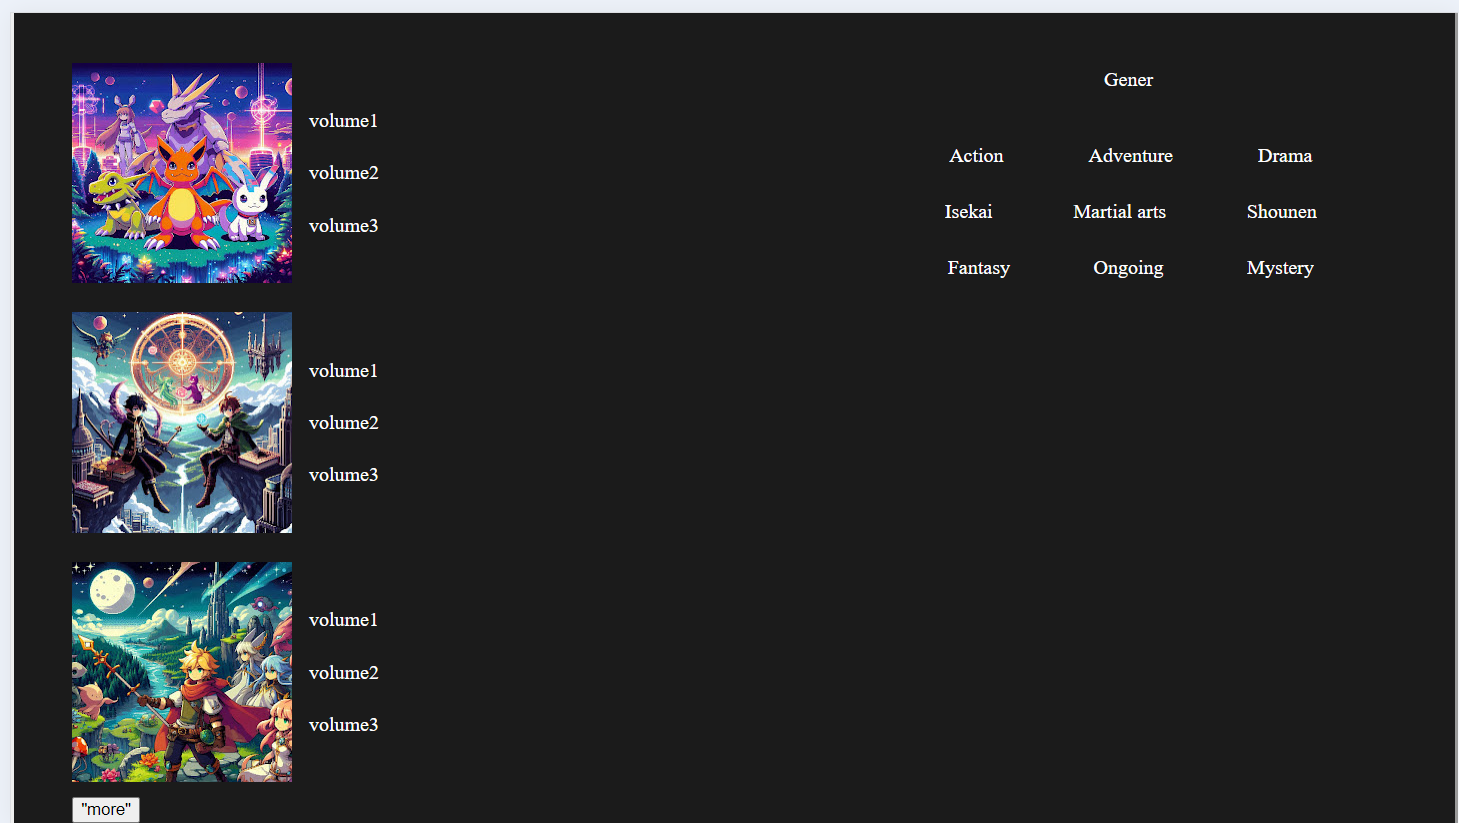 volume1
volume2
volume3
volume1
volume2
volume3
volume1
volume2
volume3
"more"
Gener
Action Adventure Drama
Isekai Martial arts Shounen
Fantasy Ongoing Mystery